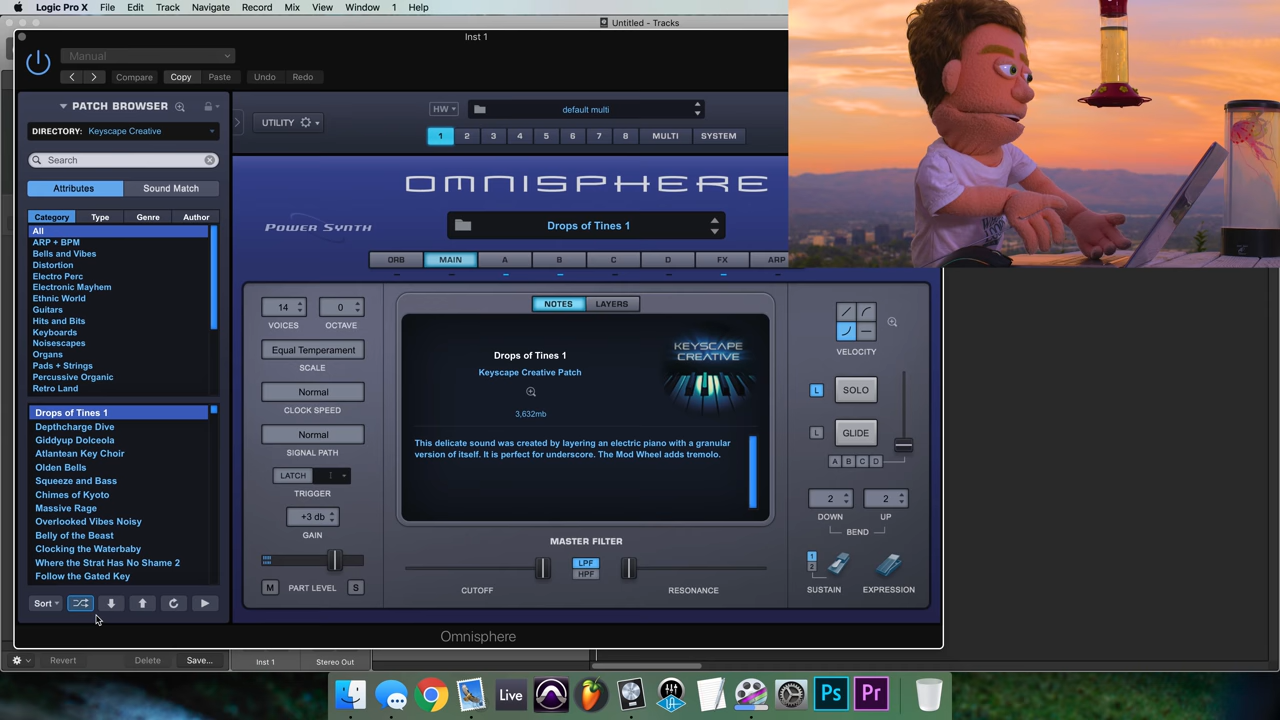 Logic Pro X File Edit Track Navigate Record Mix View Window 1 Help
Untitled - Tracks
Inst 1
Manual
Compare Copy Paste Undo Redo
PATCH BROWSER
DIRECTORY: Keyscape Creative
Search
Attributes Sound Match
Category Type Genre Author
All
ARP + BPM
Bells and Vibes
Distortion
Electro Perc
Electronic Mayhem
Ethnic World
Guitars
Hits and Bits
Keyboards
Noisescapes
Organs
Pads + Strings
Percussive Organic
Retro Land
Drops of Tines 1
Depthcharge Dive
Giddyup Dolceola
Atlantean Key Choir
Olden Bells
Squeeze and Bass
Chimes of Kyoto
Massive Rage
Overlooked Vibes Noisy
Belly of the Beast
Clocking the Waterbaby
Where the Strat Has No Shame 2
Follow the Gated Key
Sort
UTILITY
HW
default multi
1 2 3 4 5 6 7 8 MULTI SYSTEM
OMNISPHERE
POWER SYNTH
Drops of Tines 1
ORB MAIN A B C D FX ARP
14 0
VOICES OCTAVE
Equal Temperament
SCALE
Normal
CLOCK SPEED
Normal
SIGNAL PATH
LATCH
TRIGGER
+3 db
GAIN
M PART LEVEL S
NOTES LAYERS
Drops of Tines 1
Keyscape Creative Patch
3,632mb
KEYSCAPE
CREATIVE
This delicate sound was created by layering an electric piano with a granular
version of itself. It is perfect for underscore. The Mod Wheel adds tremolo.
MASTER FILTER
LPF
HPF
CUTOFF RESONANCE
VELOCITY
L SOLO
L GLIDE
A B C D
2 2
DOWN UP
BEND
1
2
SUSTAIN EXPRESSION
Omnisphere
Revert Delete Save...
Inst 1 Stereo Out
Live Ps Pr